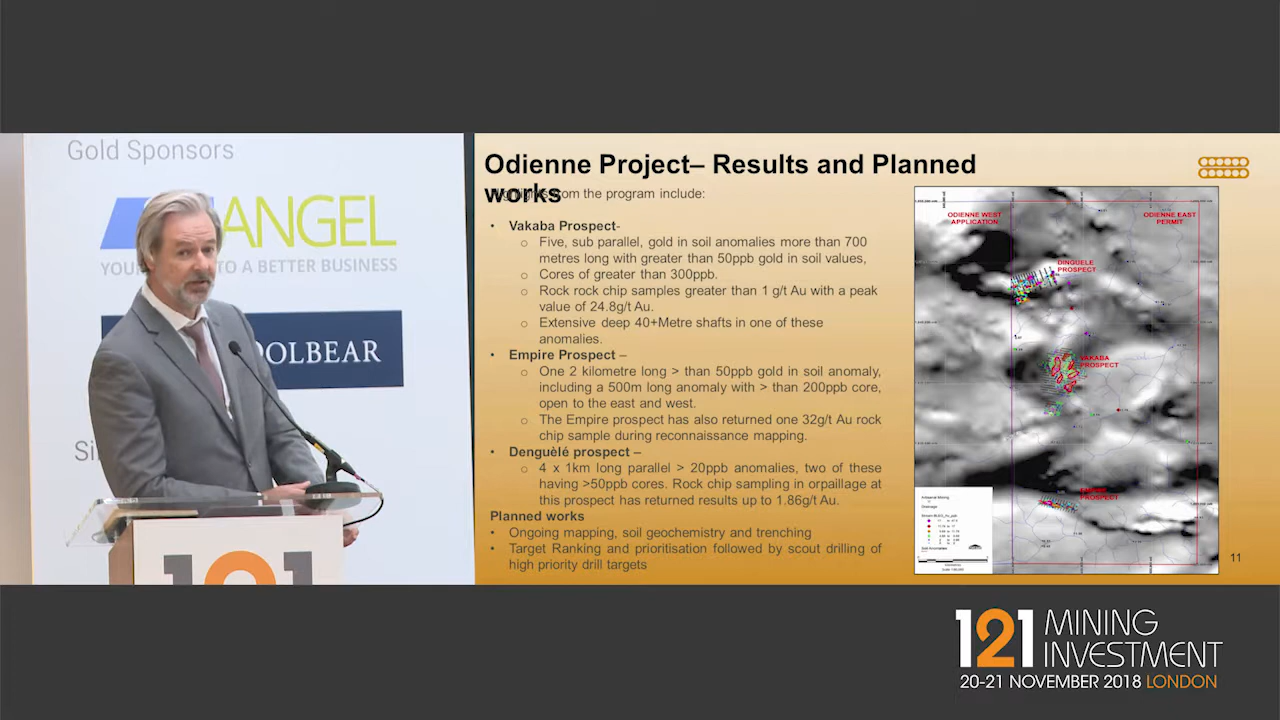 Gold Sponsors
ANGEL
YOU TO A BETTER BUSINESS
OLBEAR
Si
121
Odienne Project– Results and Planned
works
from the program include:
• Vakaba Prospect-
o Five, sub parallel, gold in soil anomalies more than 700
metres long with greater than 50ppb gold in soil values,
o Cores of greater than 300ppb.
o Rock rock chip samples greater than 1 g/t Au with a peak
value of 24.8g/t Au.
o Extensive deep 40+Metre shafts in one of these
anomalies.
• Empire Prospect –
o One 2 kilometre long > than 50ppb gold in soil anomaly,
including a 500m long anomaly with > than 200ppb core,
open to the east and west.
o The Empire prospect has also returned one 32g/t Au rock
chip sample during reconnaissance mapping.
• Denguèlé prospect –
o 4 x 1km long parallel > 20ppb anomalies, two of these
having >50ppb cores. Rock chip sampling in orpaillage at
this prospect has returned results up to 1.86g/t Au.
Planned works
• Ongoing mapping, soil geochemistry and trenching
• Target Ranking and prioritisation followed by scout drilling of
high priority drill targets
ODIENNE WEST
APPLICATION
ODIENNE EAST
PERMIT
DINGUELE
PROSPECT
VAKABA
PROSPECT
PROSPECT
Drainage
11
121 MINING
INVESTMENT
20-21 NOVEMBER 2018 LONDON